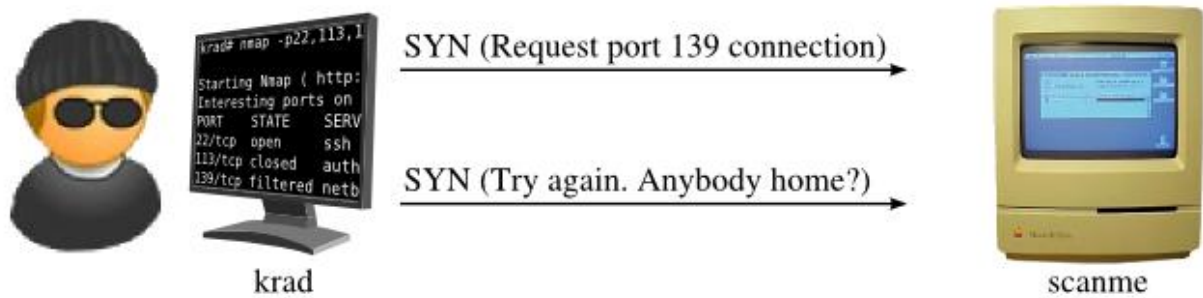 krad# nmap -p22,113,1
Starting Nmap ( http:
Interesting ports on
PORT STATE SERV
22/tcp open ssh
113/tcp closed auth
139/tcp filtered netb
SYN (Request port 139 connection)
SYN (Try again. Anybody home?)
krad
scanme